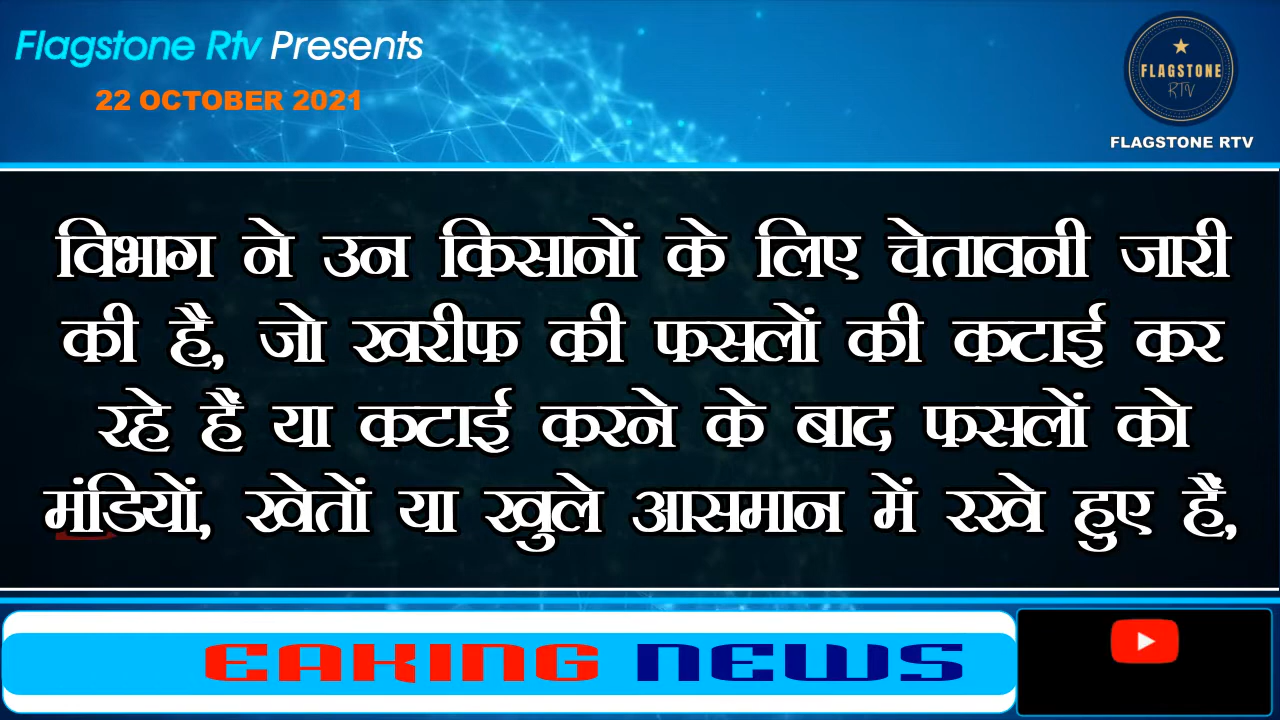 Flagstone Rtv Presents
22 OCTOBER 2021
FLAGSTONE
RTV
FLAGSTONE RTV
विभाग ने उन किसानों के लिए चेतावनी जारी
की है, जो खरीफ की फसलों की कटाई कर
रहे हैं या कटाई करने के बाद फसलों को
मंडियों, खेतों या खुले आसमान में रखे हुए हैं,
EAKING NEWS